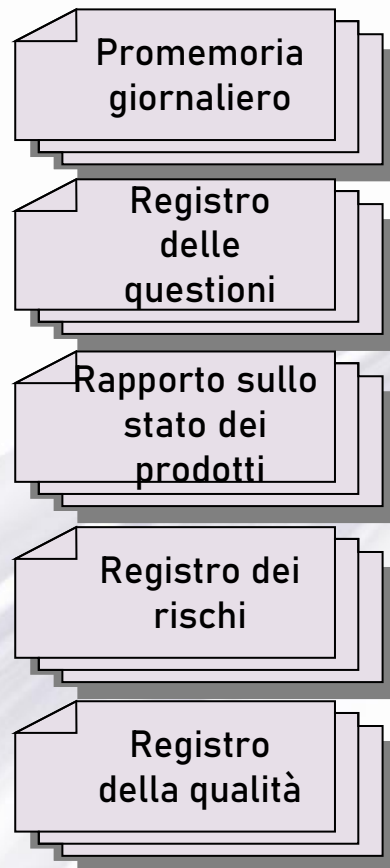 Promemoria
giornaliero
Registro
delle
questioni
Rapporto sullo
stato dei
prodotti
Registro dei
rischi
Registro
della qualità